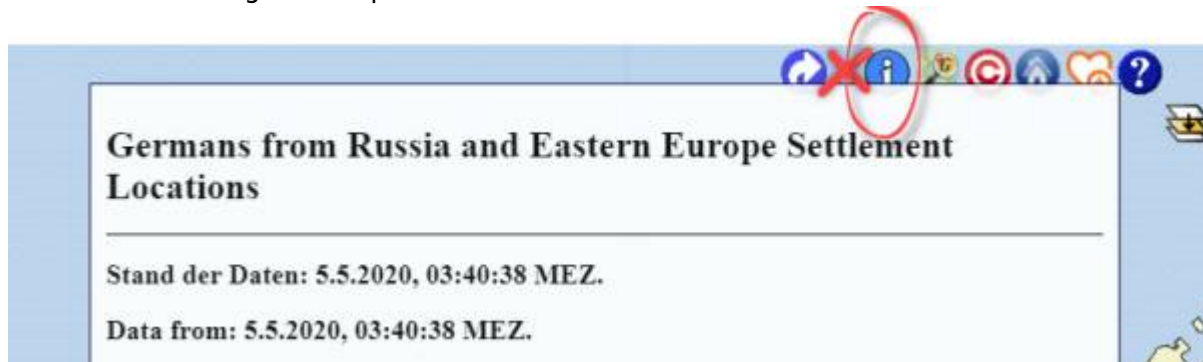 i G C ?
Germans from Russia and Eastern Europe Settlement
Locations
Stand der Daten: 5.5.2020, 03:40:38 MEZ.
Data from: 5.5.2020, 03:40:38 MEZ.